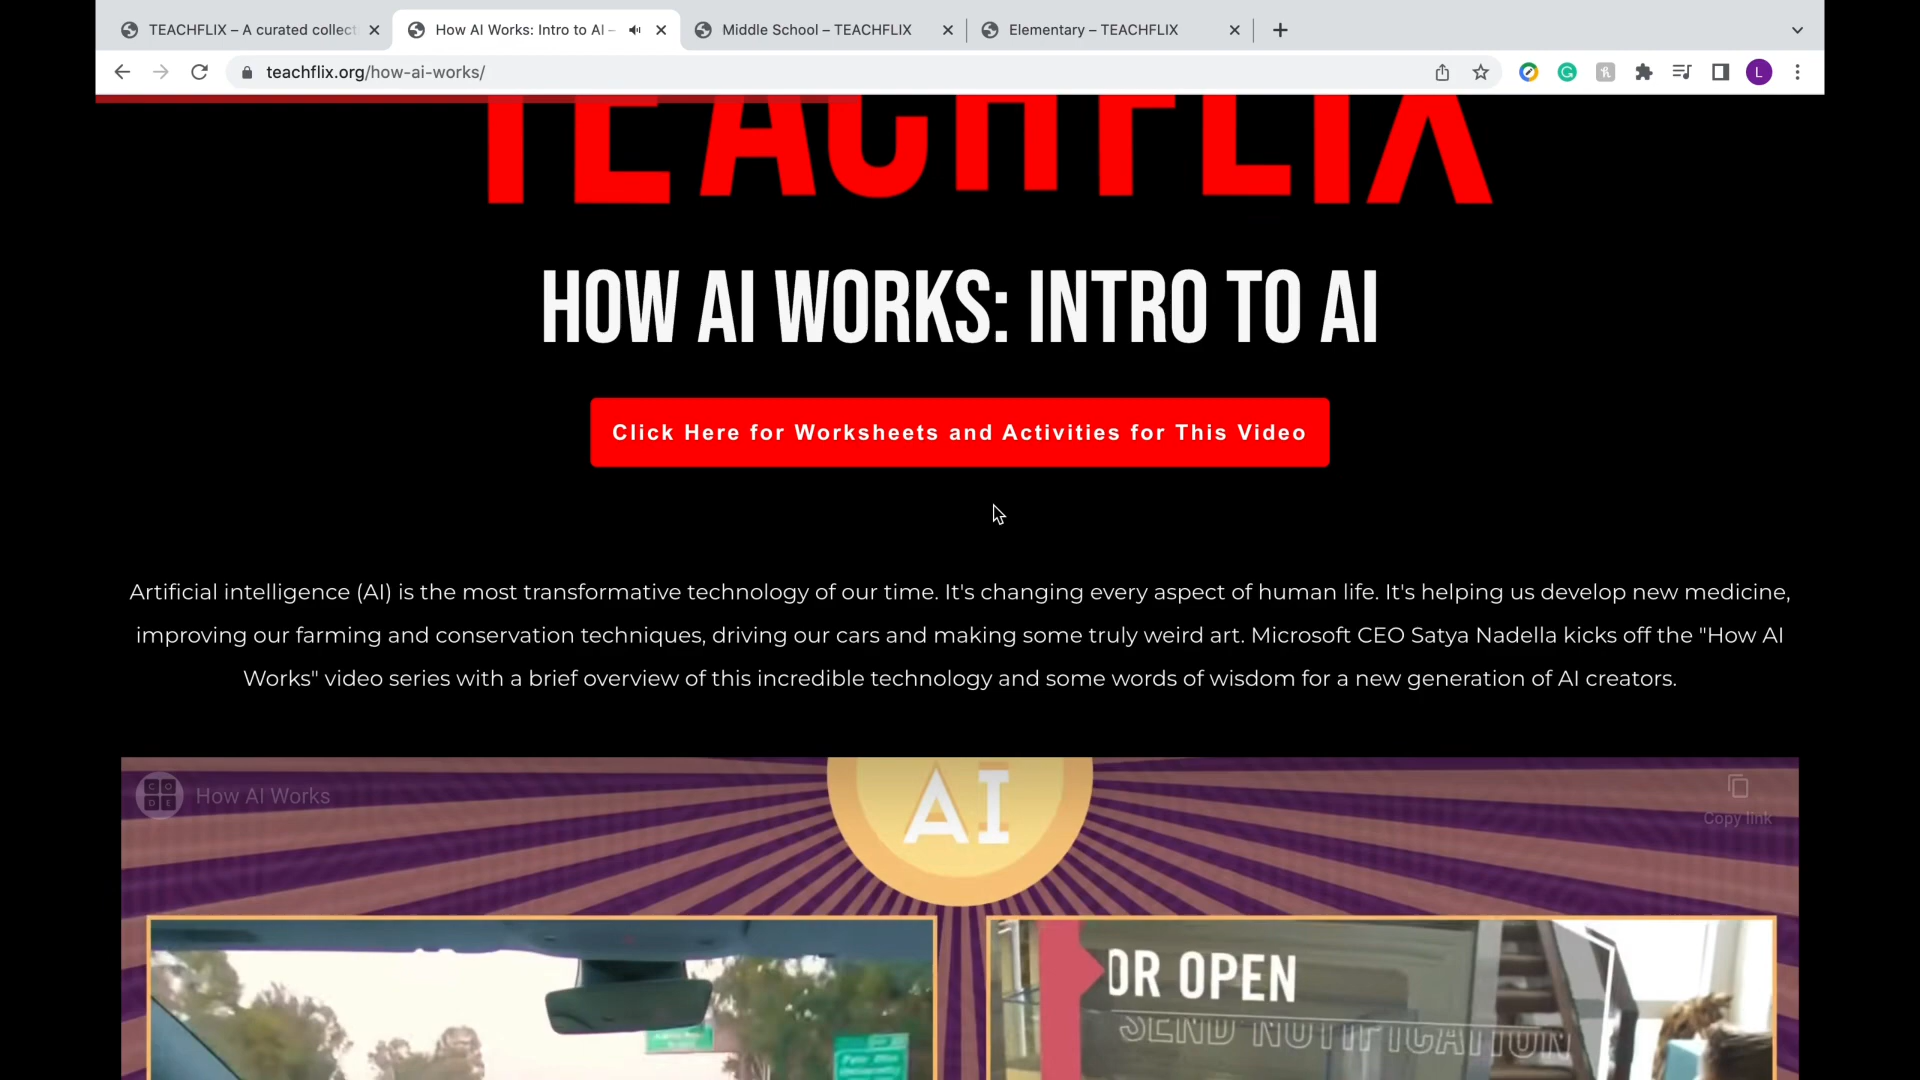 TEACHFLIX – A curated collect
How AI Works: Intro to AI –
Middle School – TEACHFLIX
Elementary – TEACHFLIX
teachflix.org/how-ai-works/
L
TEACHFLIX
HOW AI WORKS: INTRO TO AI
Click Here for Worksheets and Activities for This Video
Artificial intelligence (AI) is the most transformative technology of our time. It's changing every aspect of human life. It's helping us develop new medicine,
improving our farming and conservation techniques, driving our cars and making some truly weird art. Microsoft CEO Satya Nadella kicks off the "How AI
Works" video series with a brief overview of this incredible technology and some words of wisdom for a new generation of AI creators.
CO
DE
How AI Works
Copy link
AI
OR OPEN
SEND NOTIFICATION